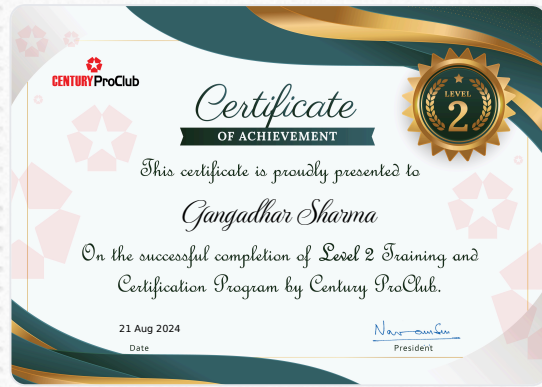 CENTURY ProClub
LEVEL
2
Certificate
OF ACHIEVEMENT
This certificate is proudly presented to
Gangadhar Sharma
On the successful completion of Level 2 Training and
Certification Program by Century ProClub.
21 Aug 2024
Date
President